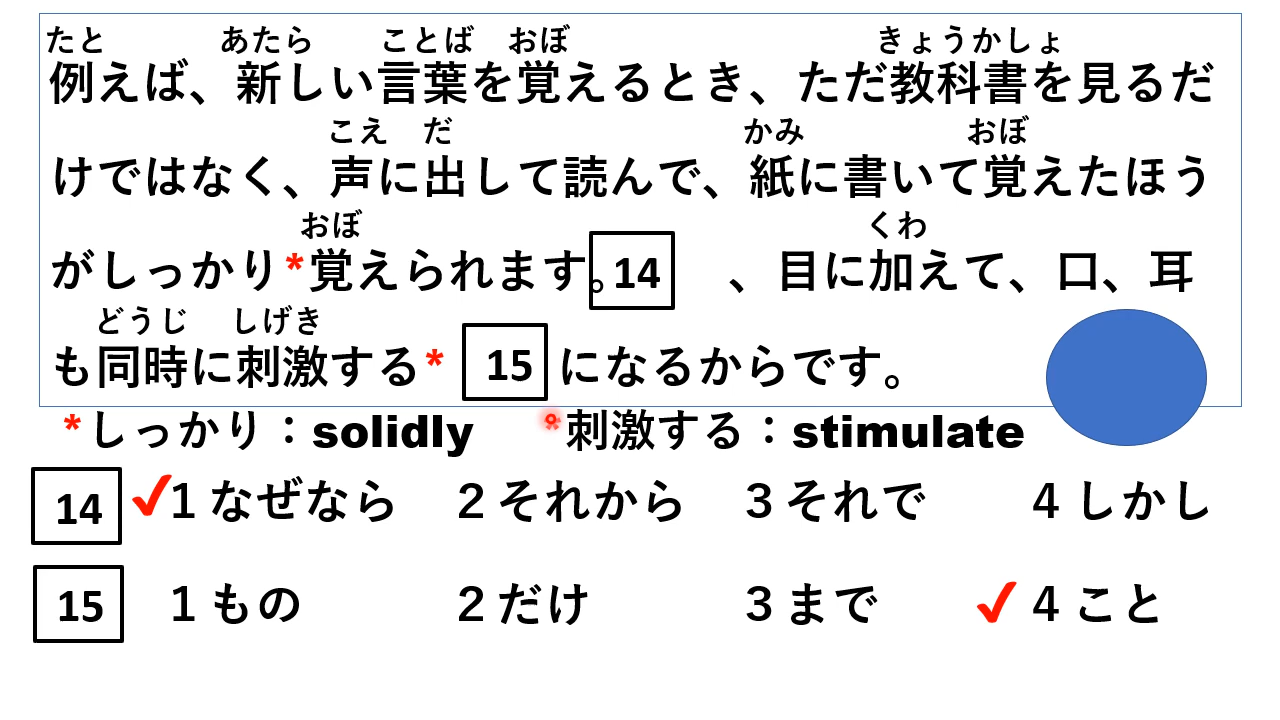 たと　あたら　ことば　おぼ　きょうかしょ
例えば、新しい言葉を覚えるとき、ただ教科書を見るだ
こえ　だ　かみ　おぼ
けではなく、声に出して読んで、紙に書いて覚えたほう
おぼ　くわ
がしっかり*覚えられます。14　、目に加えて、口、耳
どうじ　しげき
も同時に刺激する* 15 になるからです。
*しっかり：solidly　*刺激する：stimulate
14 ✓1 なぜなら　2 それから　3 それで　4 しかし
15 1 もの　2 だけ　3 まで　✓4 こと